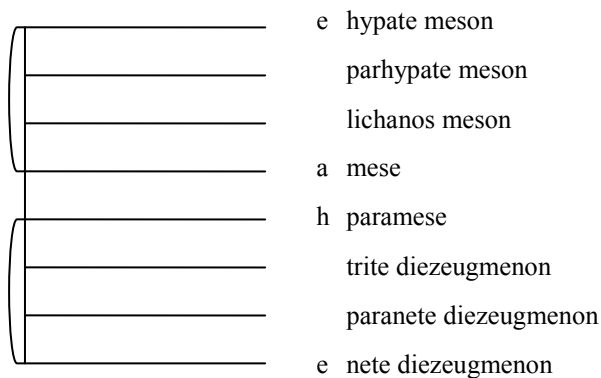 e hypate meson
parhypate meson
lichanos meson
a mese
h paramese
trite diezeugmenon
paranete diezeugmenon
e nete diezeugmenon